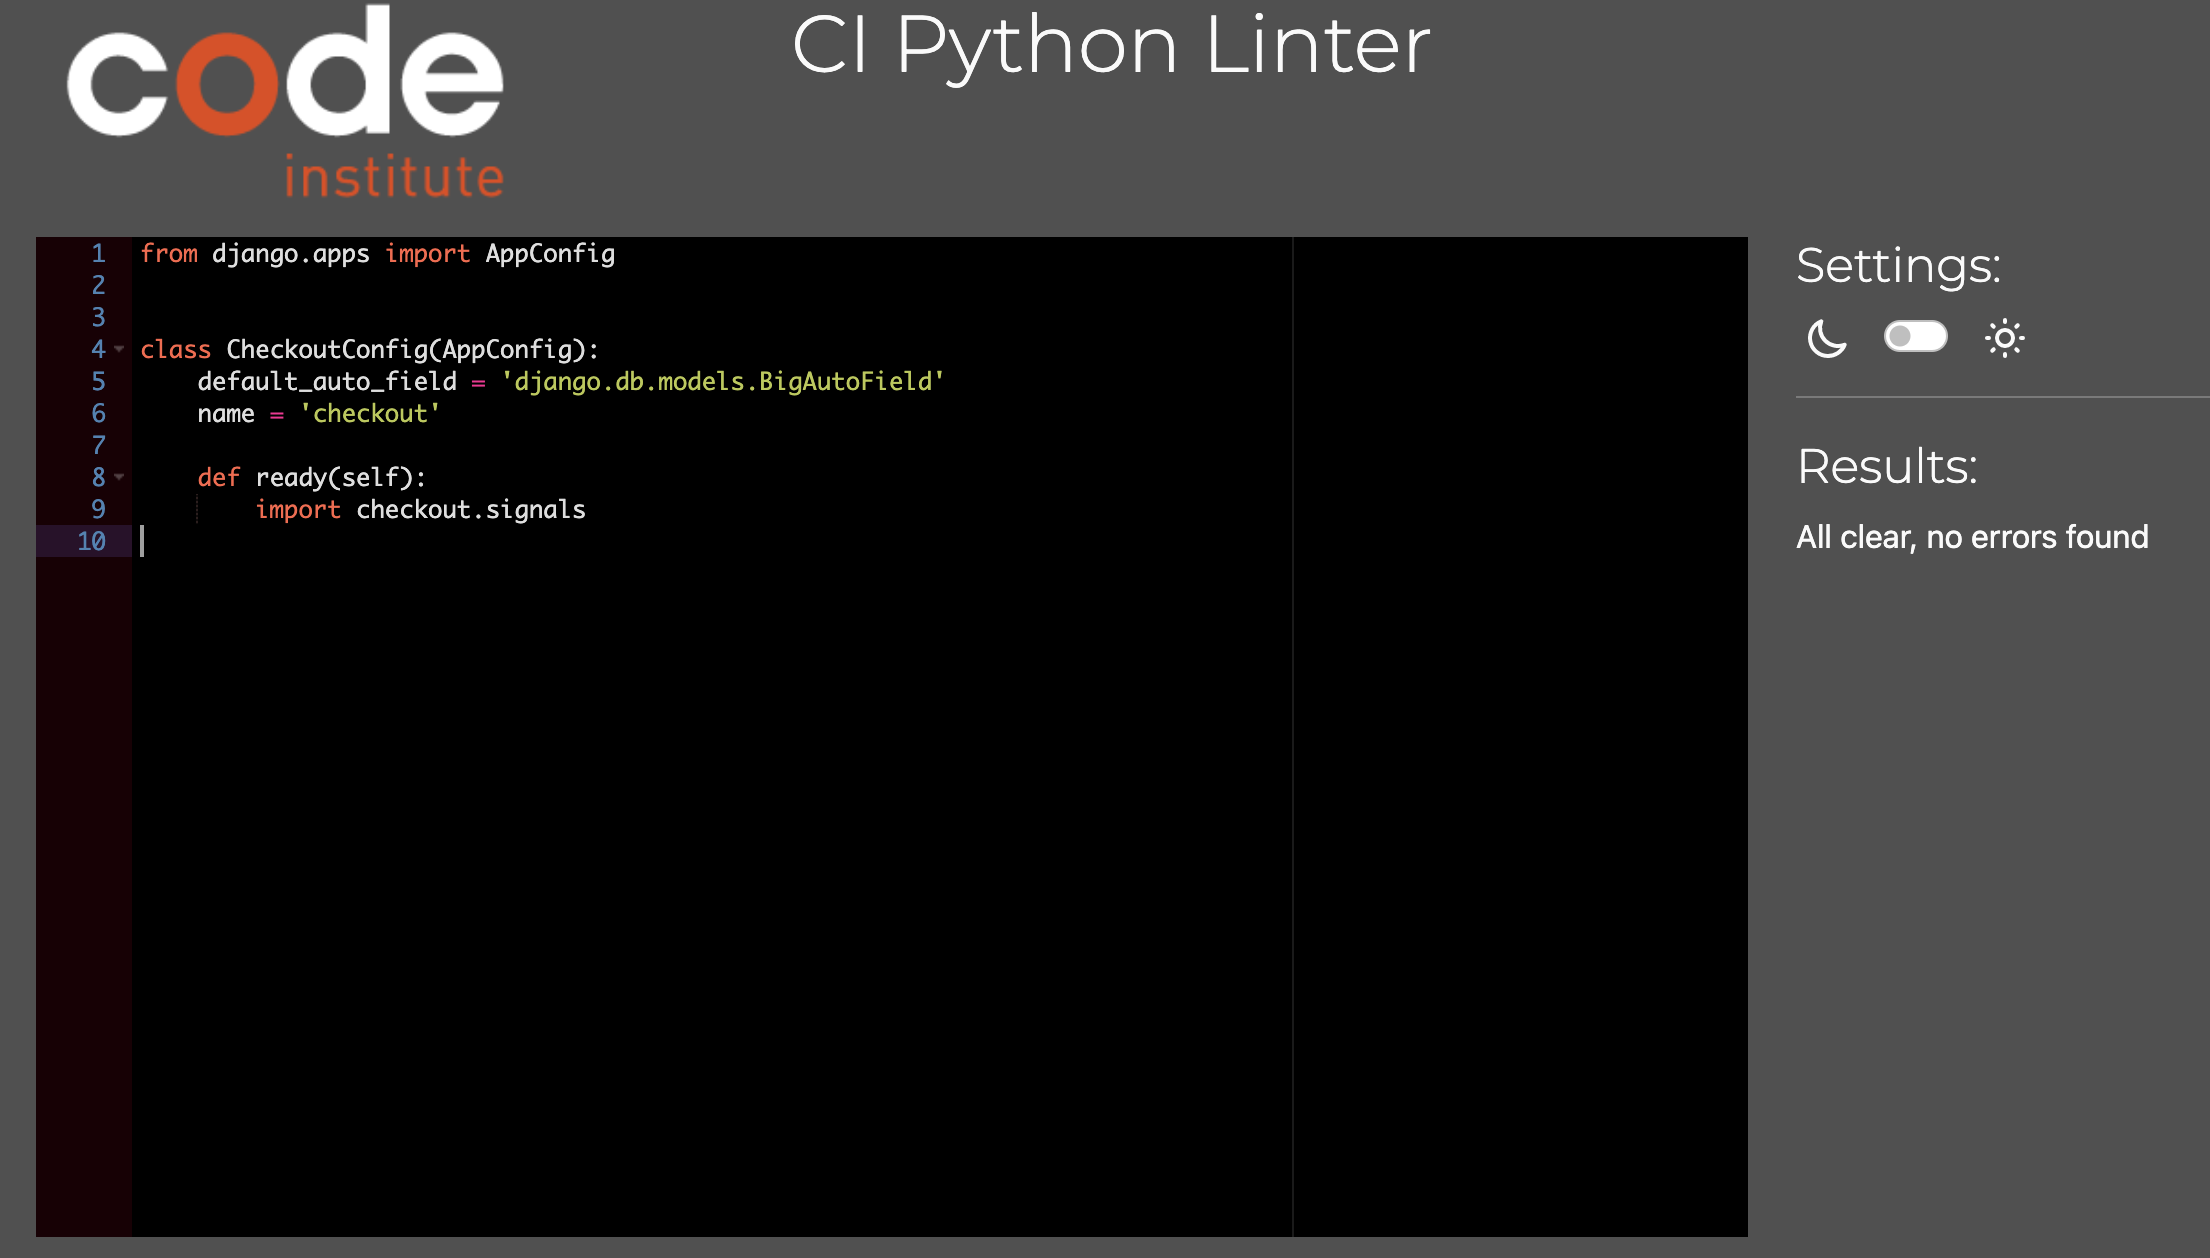 code
institute
CI Python Linter
1 from django.apps import AppConfig
2
3
4 class CheckoutConfig(AppConfig):
5     default_auto_field = 'django.db.models.BigAutoField'
6     name = 'checkout'
7
8     def ready(self):
9         import checkout.signals
10
Settings:
Results:
All clear, no errors found